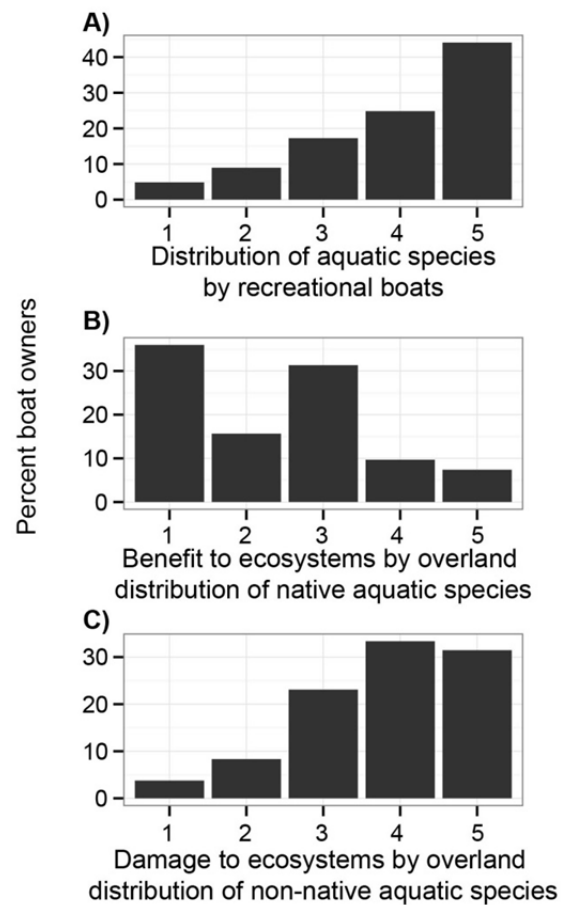 A)
40
30
20
10
0
1 2 3 4 5
Distribution of aquatic species
by recreational boats
Percent boat owners
B)
30
20
10
0
1 2 3 4 5
Benefit to ecosystems by overland
distribution of native aquatic species
C)
30
20
10
0
1 2 3 4 5
Damage to ecosystems by overland
distribution of non-native aquatic species